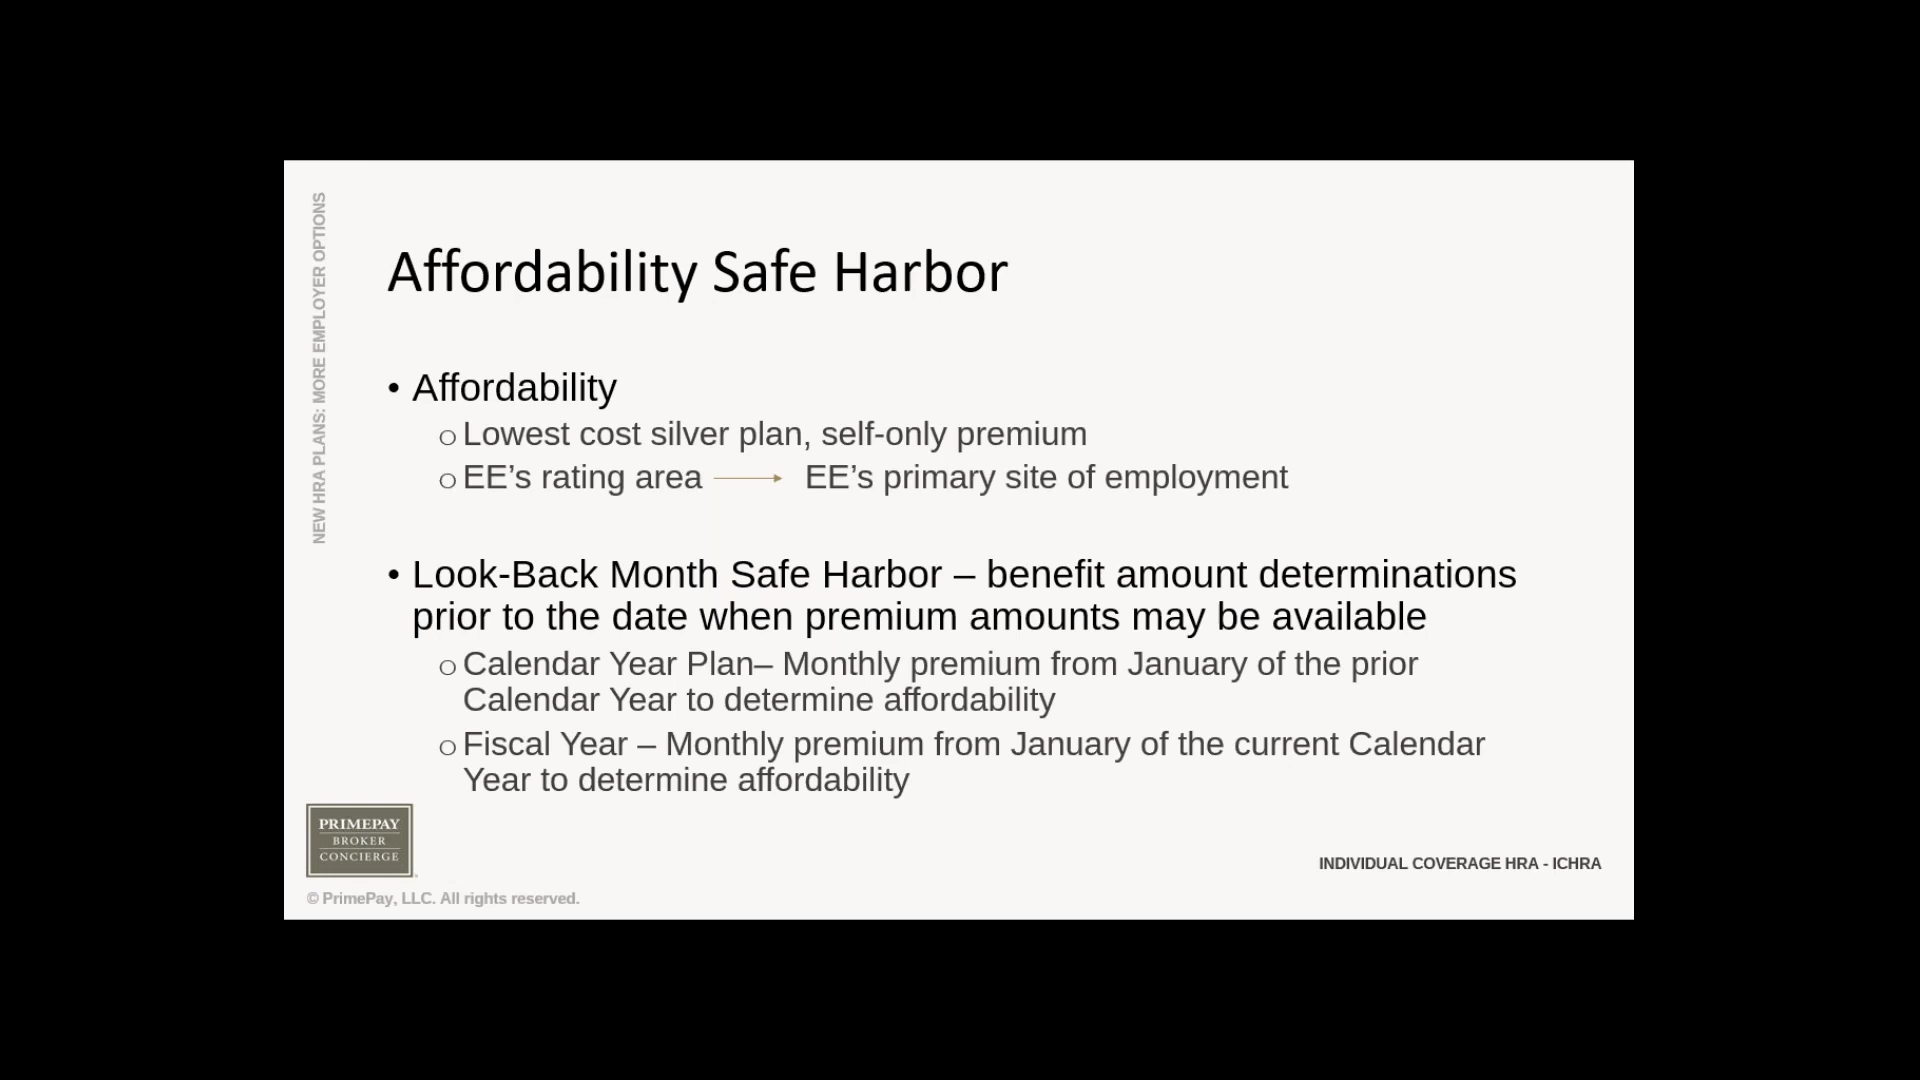 NEW HRA PLANS: MORE EMPLOYER OPTIONS
Affordability Safe Harbor
• Affordability
o Lowest cost silver plan, self-only premium
o EE’s rating area → EE’s primary site of employment
• Look-Back Month Safe Harbor – benefit amount determinations
prior to the date when premium amounts may be available
o Calendar Year Plan– Monthly premium from January of the prior
Calendar Year to determine affordability
o Fiscal Year – Monthly premium from January of the current Calendar
Year to determine affordability
PRIMEPAY
BROKER
CONCIERGE
INDIVIDUAL COVERAGE HRA - ICHRA
© PrimePay, LLC. All rights reserved.